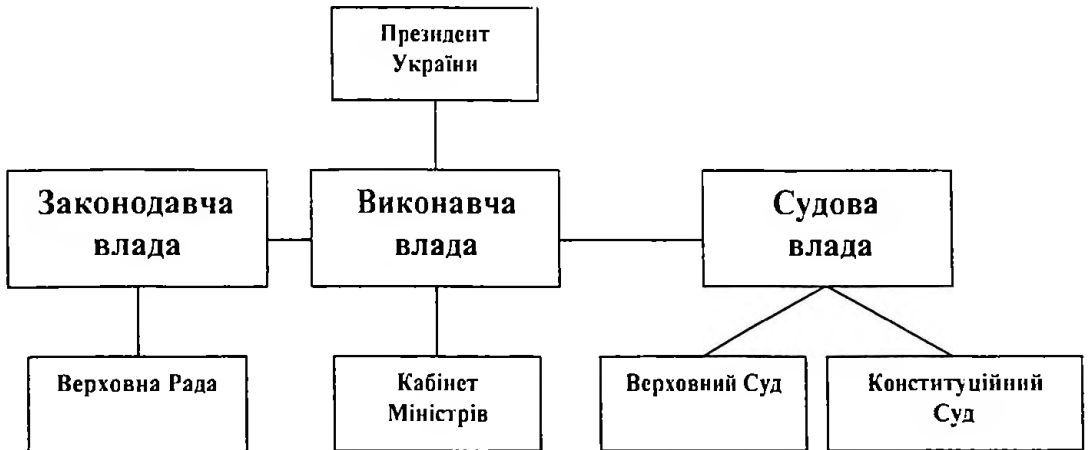 Президент
України
Законодавча
влада
Виконавча
влада
Судова
влада
Верховна Рада
Кабінет
Міністрів
Верховний Суд
Конституційний
Суд